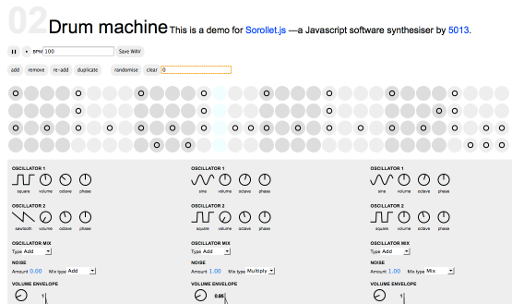 02 Drum machine This is a demo for Sorollet.js —a Javascript software synthesiser by 5013.
BPM 100 Save WAV
add remove re-add duplicate randomise clear 0
OSCILLATOR 1 OSCILLATOR 1 OSCILLATOR 1
square volume octave phase sine volume octave phase sine volume octave phase
OSCILLATOR 2 OSCILLATOR 2 OSCILLATOR 2
sawtooth volume octave phase square volume octave phase square volume octave phase
OSCILLATOR MIX OSCILLATOR MIX OSCILLATOR MIX
Type Add Type Add Type Add
NOISE NOISE NOISE
Amount 0.00 Mix type Add Amount 1.00 Mix type Multiply Amount 1.00 Mix type Mix
VOLUME ENVELOPE VOLUME ENVELOPE VOLUME ENVELOPE
1 0.65 1